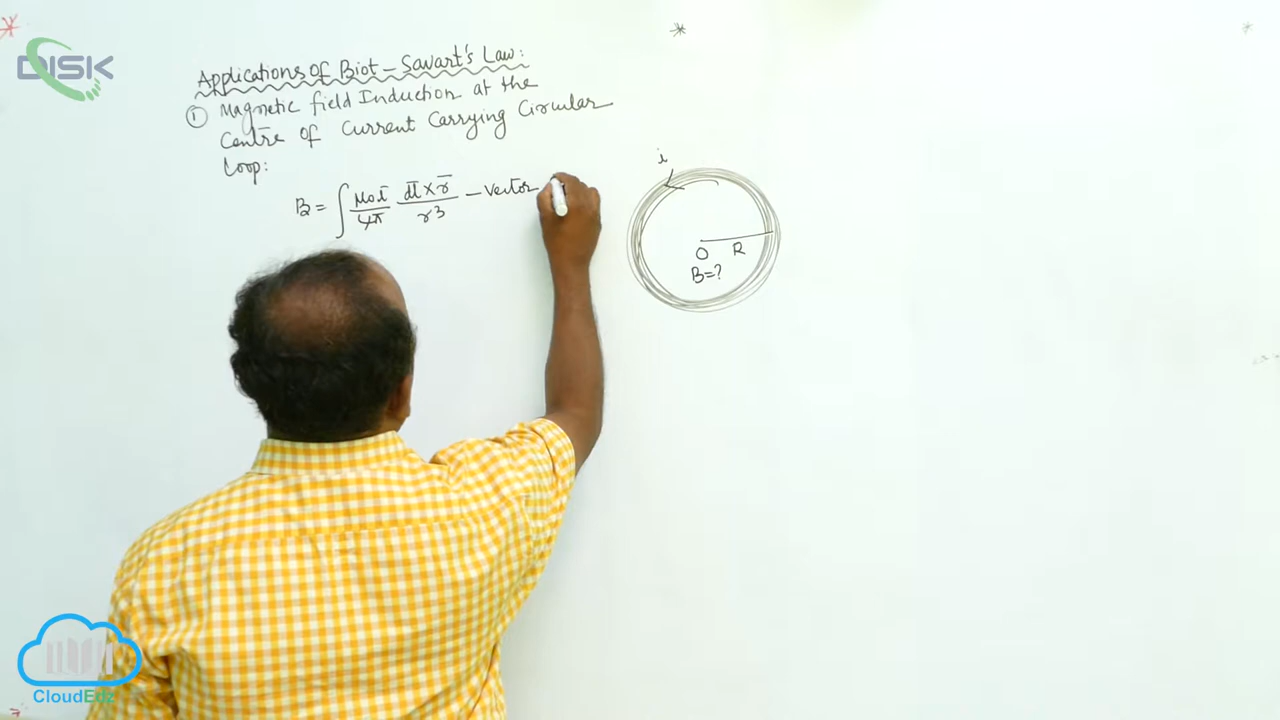 DISK
Applications of Biot - Savart's Law:
① Magnetic field Induction at the
Centre of Current Carrying Circular
Loop:
B = ∫ μ₀i/4π dl̅ × r̅/r³ - Vector
i
O R
B=?
CloudEdz